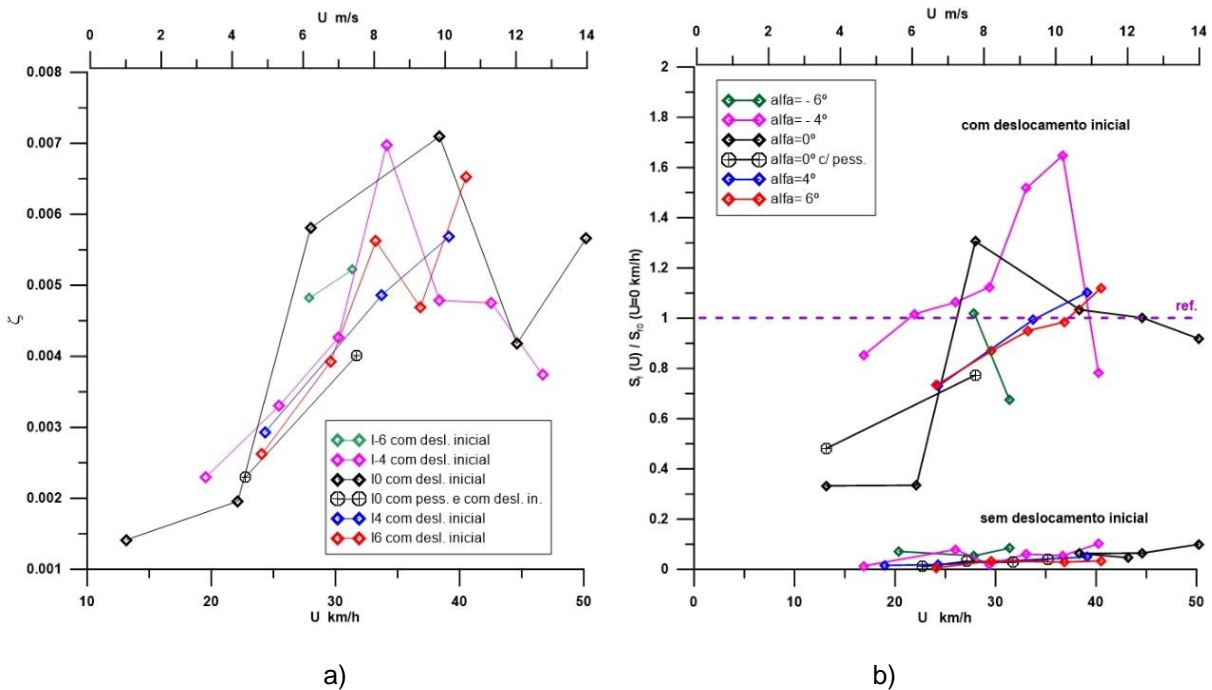 U m/s
0 2 4 6 8 10 12 14
0.008
0.007
0.006
0.005
0.004
0.003
0.002
0.001
ζ
I-6 com desl. inicial
I-4 com desl. inicial
I0 com desl. inicial
I0 com pess. e com desl. in.
I4 com desl. inicial
I6 com desl. inicial
10 20 30 40 50
U km/h
a)
U m/s
0 2 4 6 8 10 12 14
2
1.8
1.6
1.4
1.2
1
0.8
0.6
0.4
0.2
0
S_f (U) / S_f0 (U=0 km/h)
alfa= - 6º
alfa= - 4º
alfa=0º
alfa=0º c/ pess.
alfa=4º
alfa= 6º
com deslocamento inicial
ref.
sem deslocamento inicial
0 10 20 30 40 50
U km/h
b)